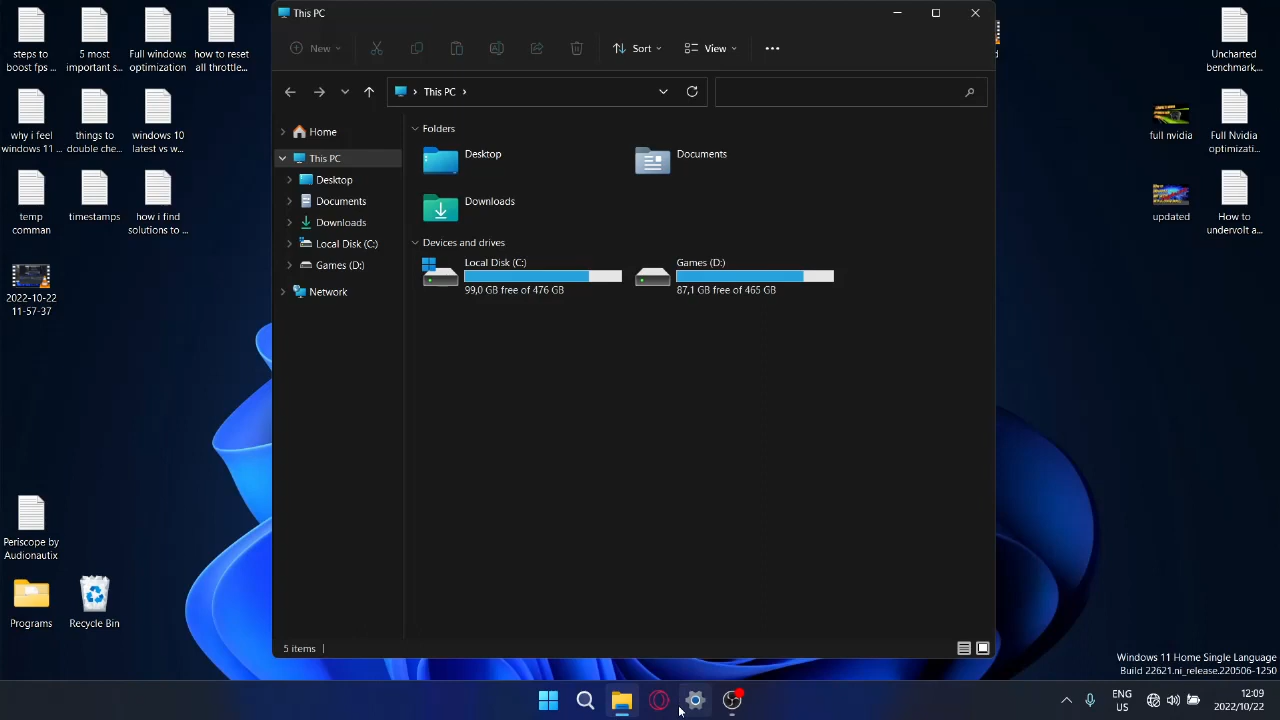 This PC
New
Sort
View
This PC
Home
This PC
Desktop
Downloads
Local Disk (C:)
Games (D:)
Network
Folders
Desktop
Documents
Downloads
Devices and drives
Local Disk (C:)
99,0 GB free of 476 GB
Games (D:)
87,1 GB free of 465 GB
5 items
steps to
boost fps ...
5 most
important s...
Full windows
optimization
how to reset
all throttle...
why i feel
windows 11 ...
things to
double che...
windows 10
latest vs w...
temp
comman
timestamps
how i find
solutions to ...
2022-10-22
11-57-37
Periscope by
Audionautix
Programs
Recycle Bin
Uncharted
benchmark...
full nvidia
Full Nvidia
optimizati...
updated
How to
undervolt a...
Windows 11 Home Single Language
Build 22621.ni_release.220506-1250
ENG
US
12:09
2022/10/22